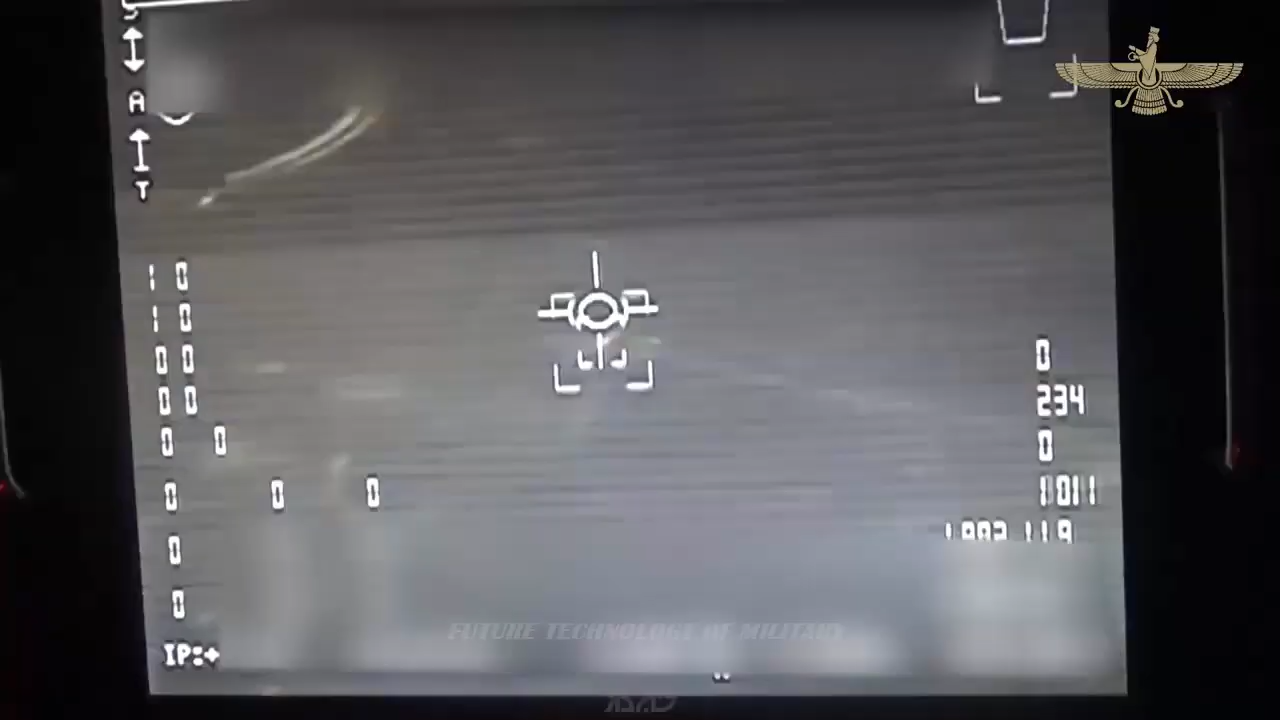 S
A
T
1 0
1 0
0 0
0 0
0 0
0 0 0
0
0
IP:+
0
234
0
1011
FUTURE TECHNOLOGY OF MILITARY